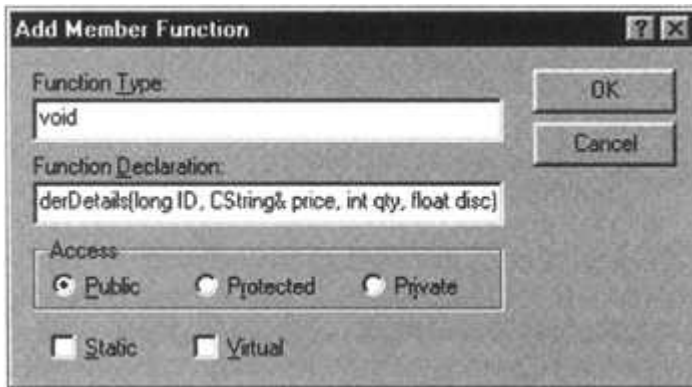 Add Member Function
Function Type:
void
Function Declaration:
derDetails(long ID, CString& price, int qty, float disc)
Access
Public Protected Private
Static Virtual
OK
Cancel